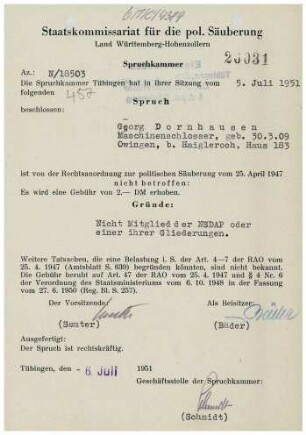 Staatskommissariat für die pol. Säuberung
Land Württemberg-Hohenzollern
Spruchkammer
20031
Az.: N/18503
Die Spruchkammer Tübingen hat in ihrer Sitzung vom 5. Juli 1951
folgenden
457
Spruch
beschlossen:
Georg Dornhausen
Maschinenschlosser, geb. 30.3.09
Owingen, b. Haigleroch, Haus 183
ist von der Rechtsanordnung zur politischen Säuberung vom 25. April 1947
nicht betroffen:
Es wird eine Gebühr von 2.— DM erhoben.
Gründe:
Nicht Mitglied der NSDAP oder
einer ihrer Gliederungen.
Weitere Tatsachen, die eine Belastung i. S. der Art. 4—7 der RAO vom
25. 4. 1947 (Amtsblatt S. 639) begründen könnten, sind nicht bekannt.
Die Gebühr beruht auf Art. 47 der RAO vom 25. 4. 1947 und § 4 Nr. 6
der Verordnung des Staatsministeriums vom 6. 10. 1948 in der Fassung
vom 27. 6. 1950 (Reg. Bl. S. 257).
Der Vorsitzende: Als Beisitzer:
(Sauter) (Bäder)
Ausgefertigt:
Der Spruch ist rechtskräftig.
Tübingen, den - 6. JULI 1951
Geschäftsstelle der Spruchkammer:
(Schmidt)